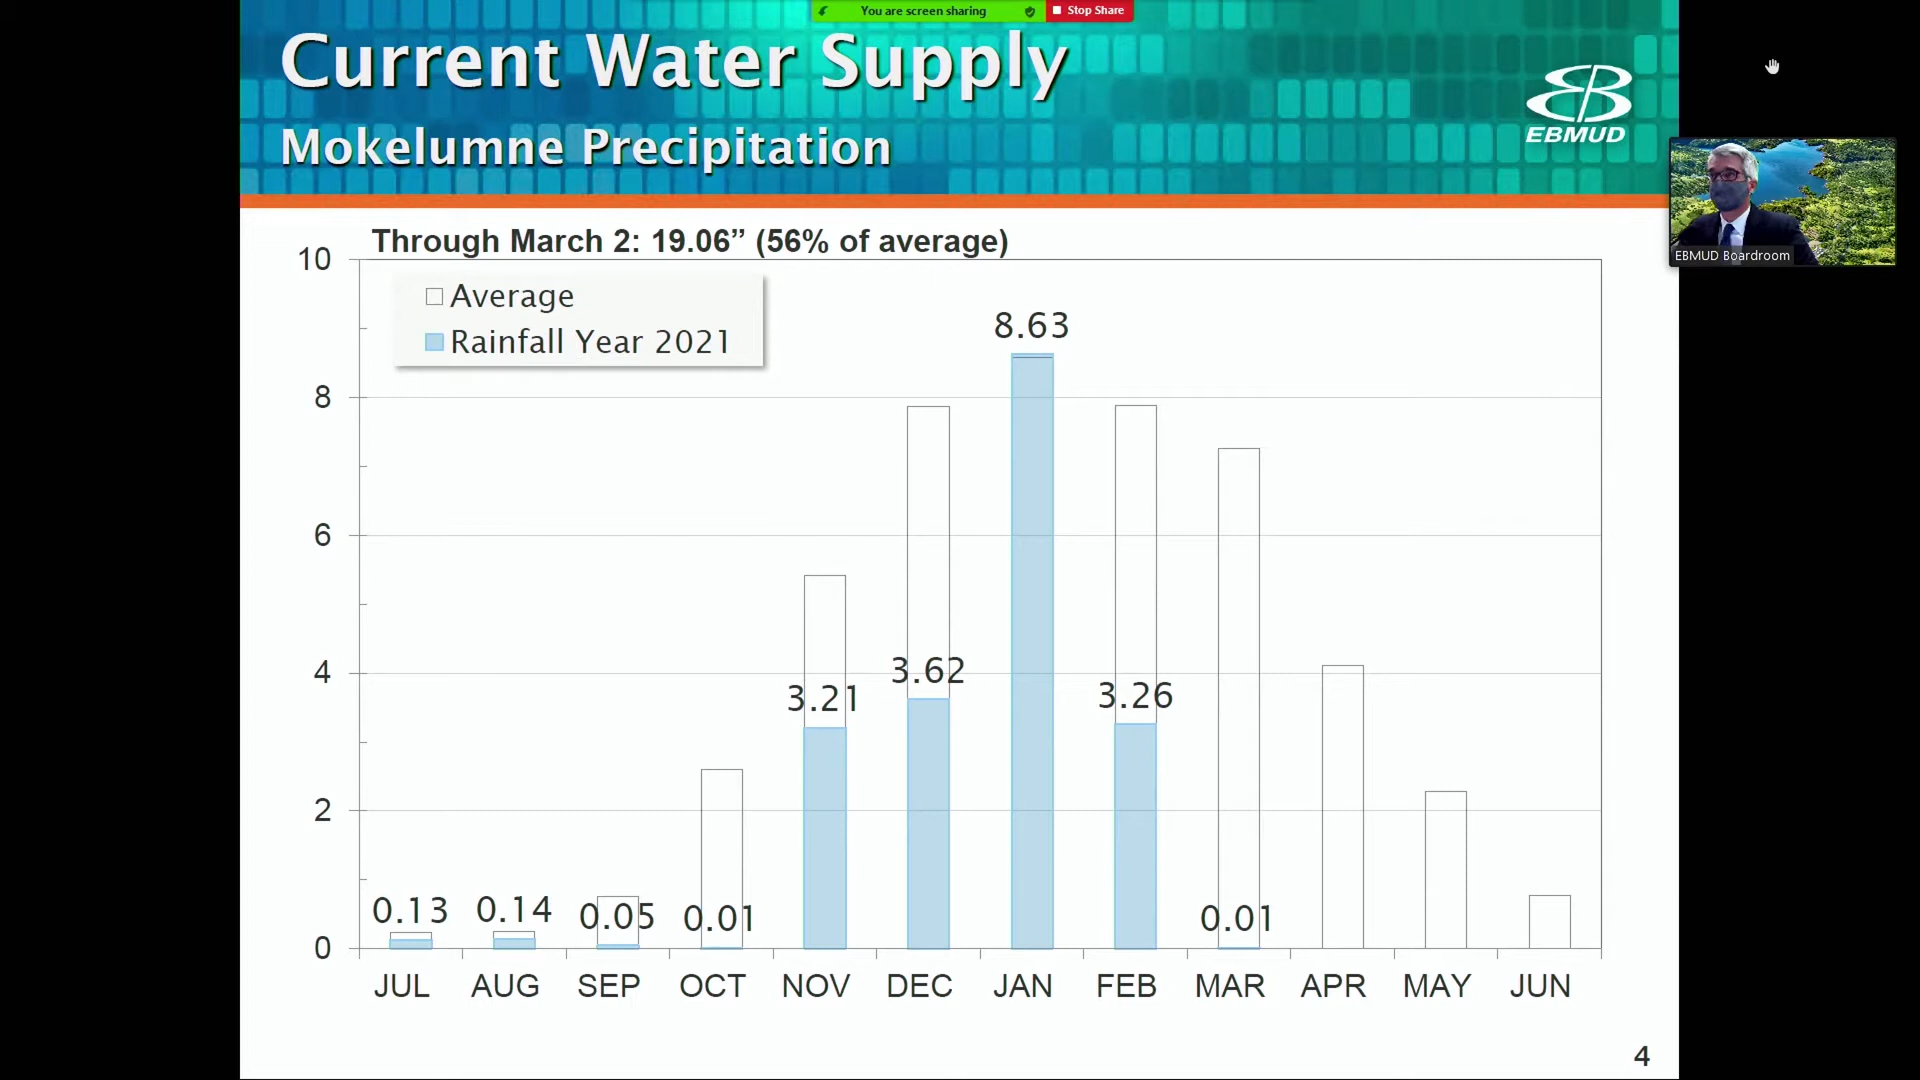 You are screen sharing
Stop Share
Current Water Supply
Mokelumne Precipitation
EBMUD
EBMUD Boardroom
Through March 2: 19.06” (56% of average)
Average
Rainfall Year 2021
10
8
6
4
2
0
0.13
0.14
0.05
0.01
3.21
3.62
8.63
3.26
0.01
JUL AUG SEP OCT NOV DEC JAN FEB MAR APR MAY JUN
4